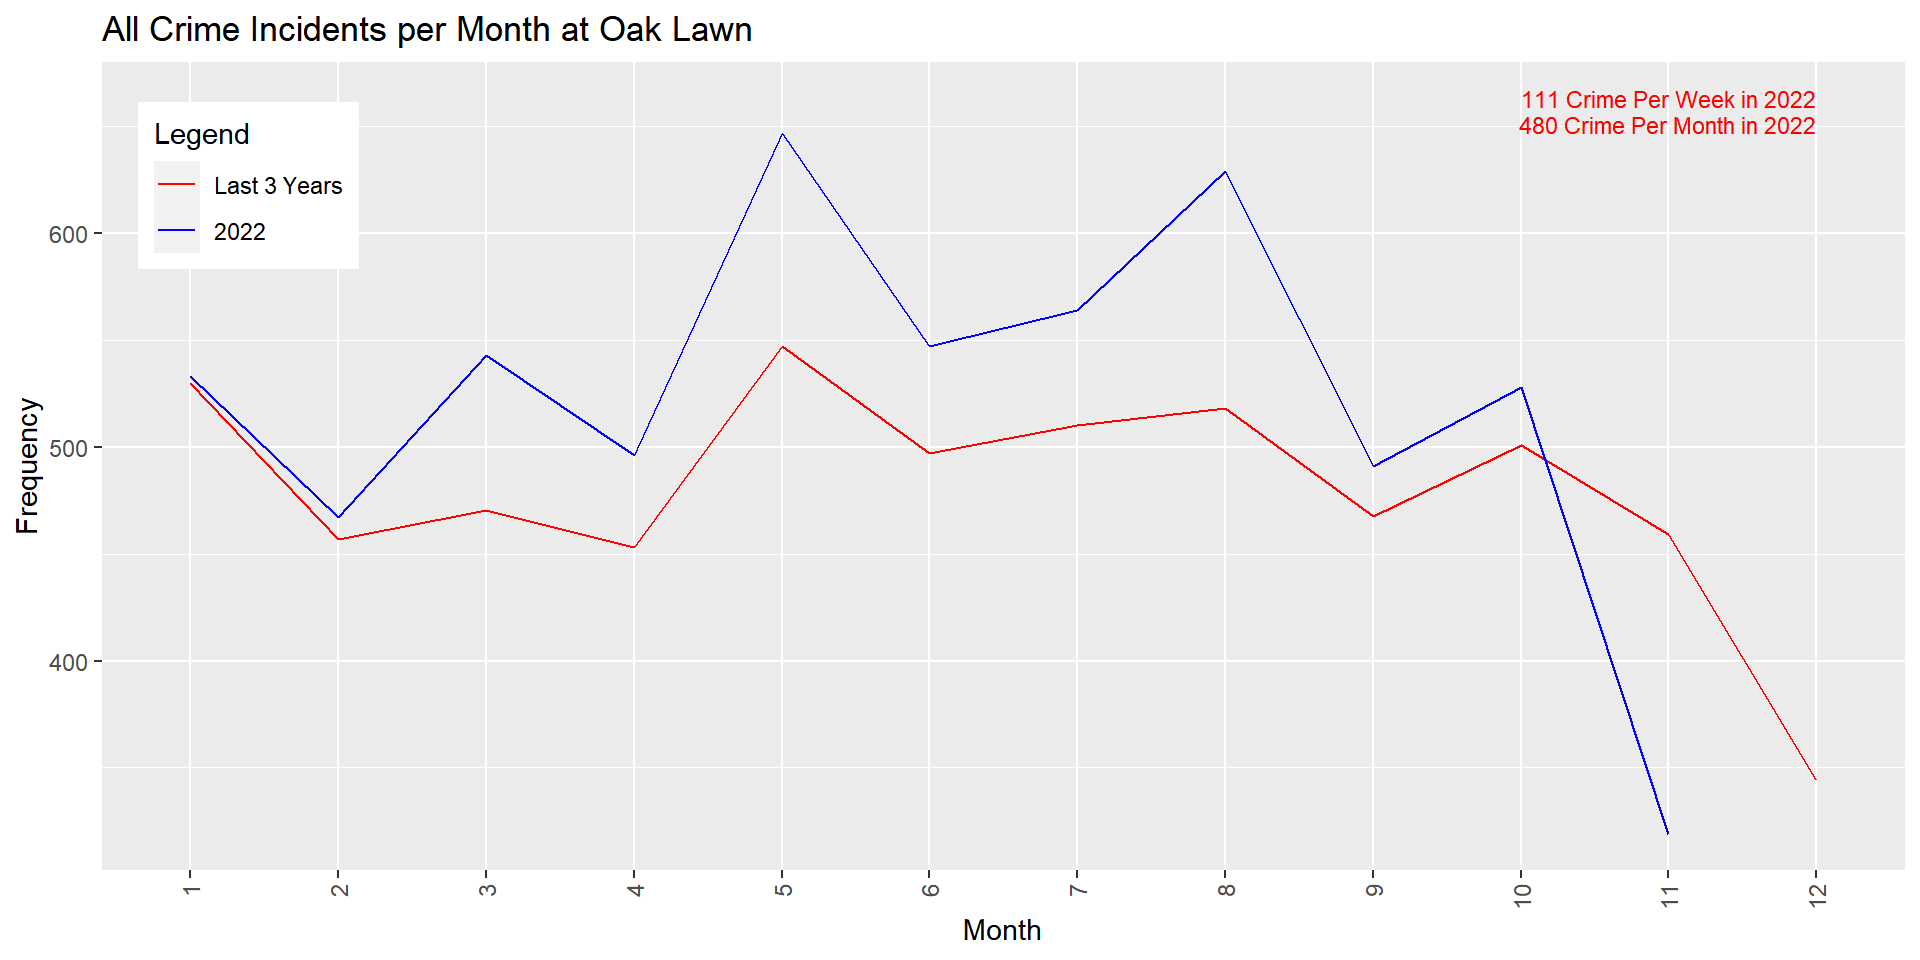 All Crime Incidents per Month at Oak Lawn
111 Crime Per Week in 2022
480 Crime Per Month in 2022
Legend
Last 3 Years
2022
Frequency
600
500
400
1 2 3 4 5 6 7 8 9 10 11 12
Month